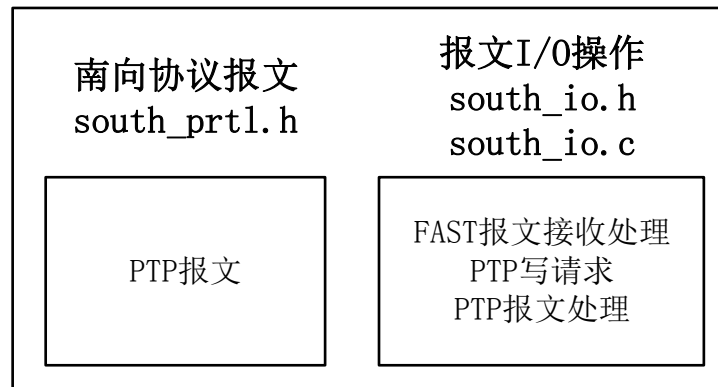 南向协议报文
south_prtl.h
PTP报文
报文I/O操作
south_io.h
south_io.c
FAST报文接收处理
PTP写请求
PTP报文处理